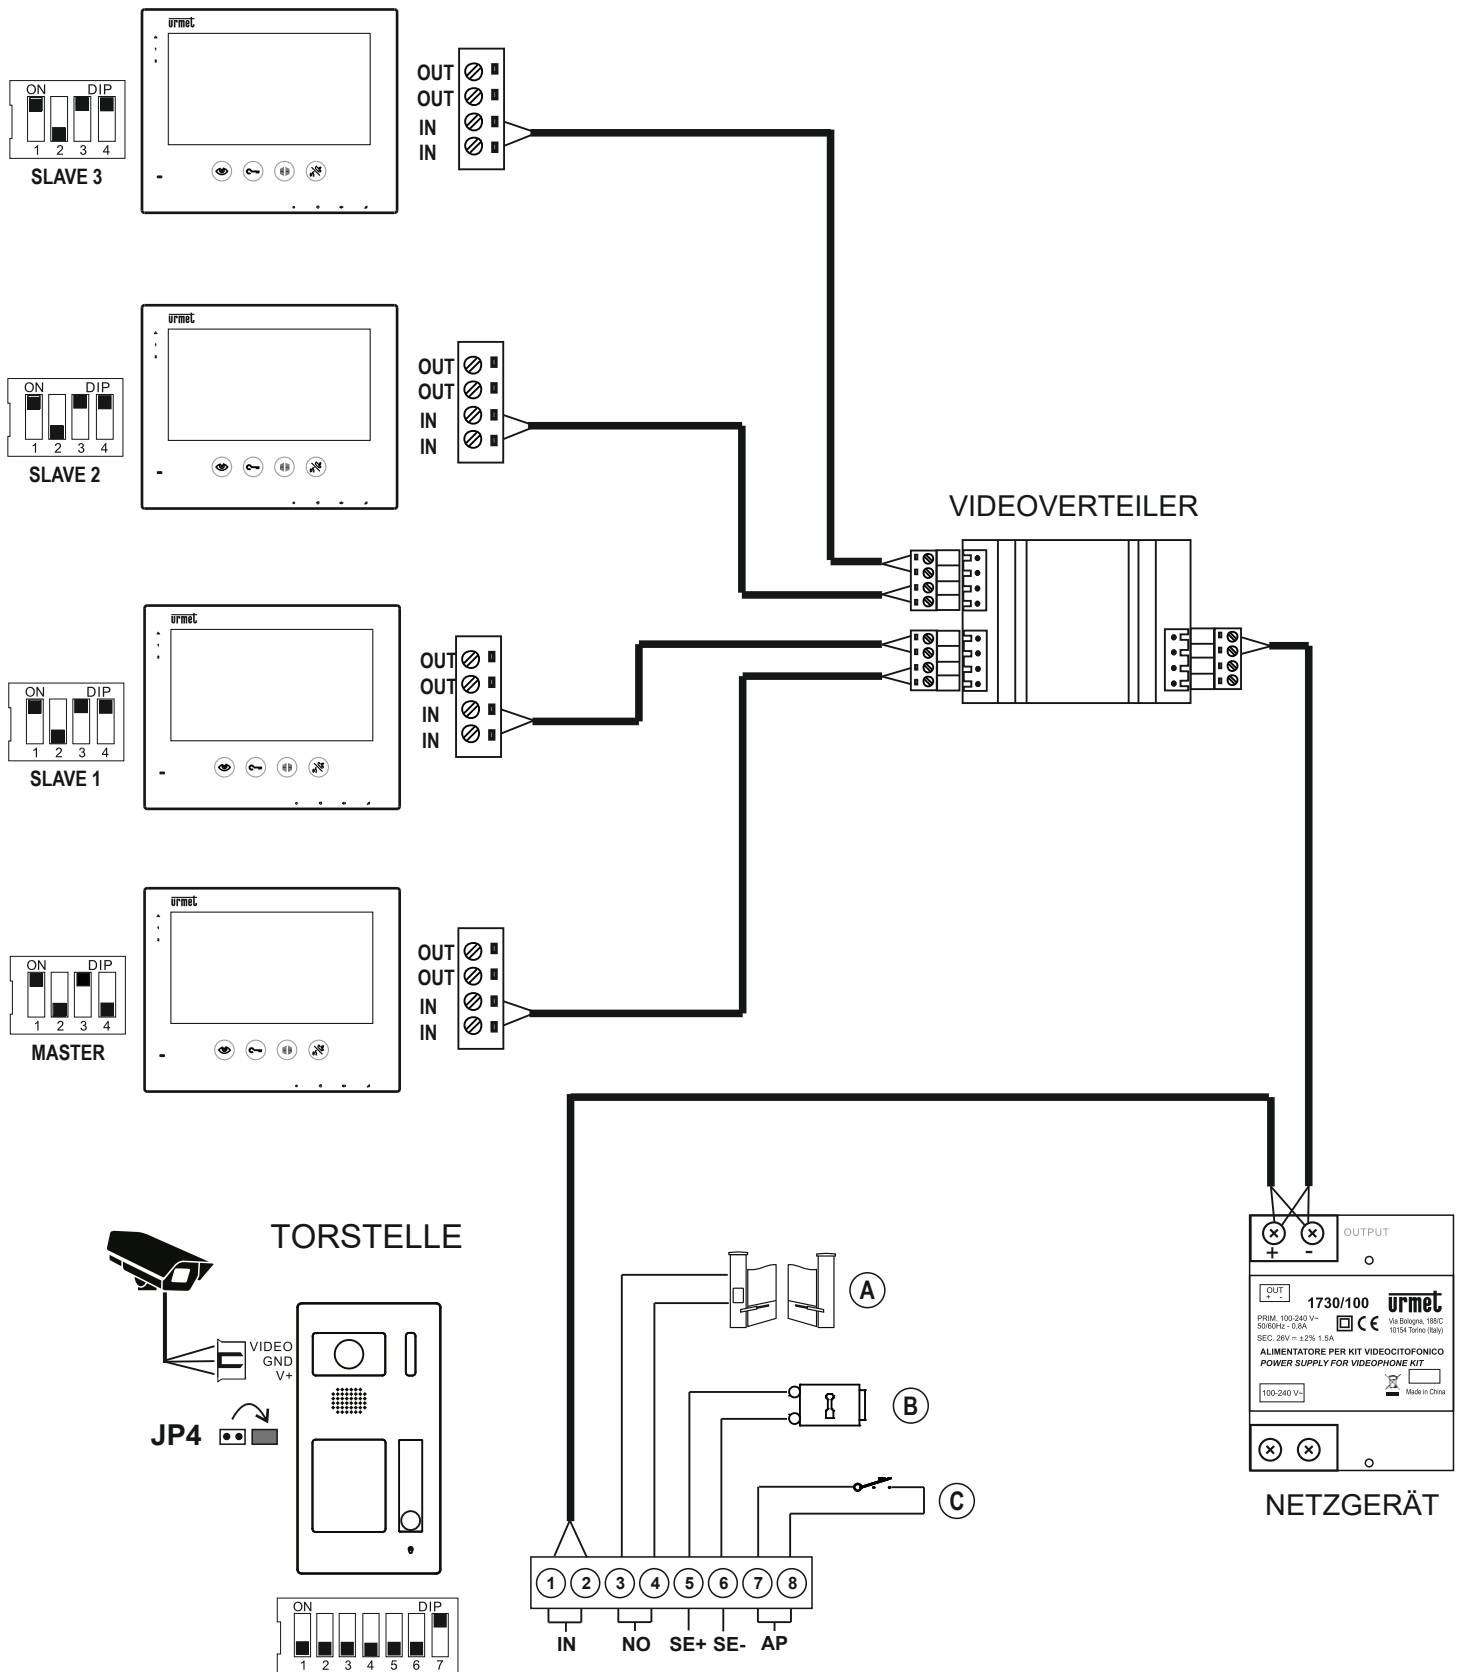 urmet
ON DIP
1 2 3 4
SLAVE 3
OUT
OUT
IN
IN
urmet
ON DIP
1 2 3 4
SLAVE 2
OUT
OUT
IN
IN
VIDEOVERTEILER
urmet
ON DIP
1 2 3 4
SLAVE 1
OUT
OUT
IN
IN
urmet
ON DIP
1 2 3 4
MASTER
OUT
OUT
IN
IN
TORSTELLE
VIDEO
GND
V+
JP4
ON DIP
1 2 3 4 5 6 7
A
B
C
1 2 3 4 5 6 7 8
IN NO SE+ SE- AP
+ -
OUTPUT
OUT
+ -
1730/100
urmet
PRIM. 100-240 V~
50/60Hz - 0,8A
SEC. 26V = ±2% 1.5A
CE
Via Bologna, 188/C
10154 Torino (Italy)
ALIMENTATORE PER KIT VIDEOCITOFONICO
POWER SUPPLY FOR VIDEOPHONE KIT
100-240 V~
Made in China
NETZGERÄT